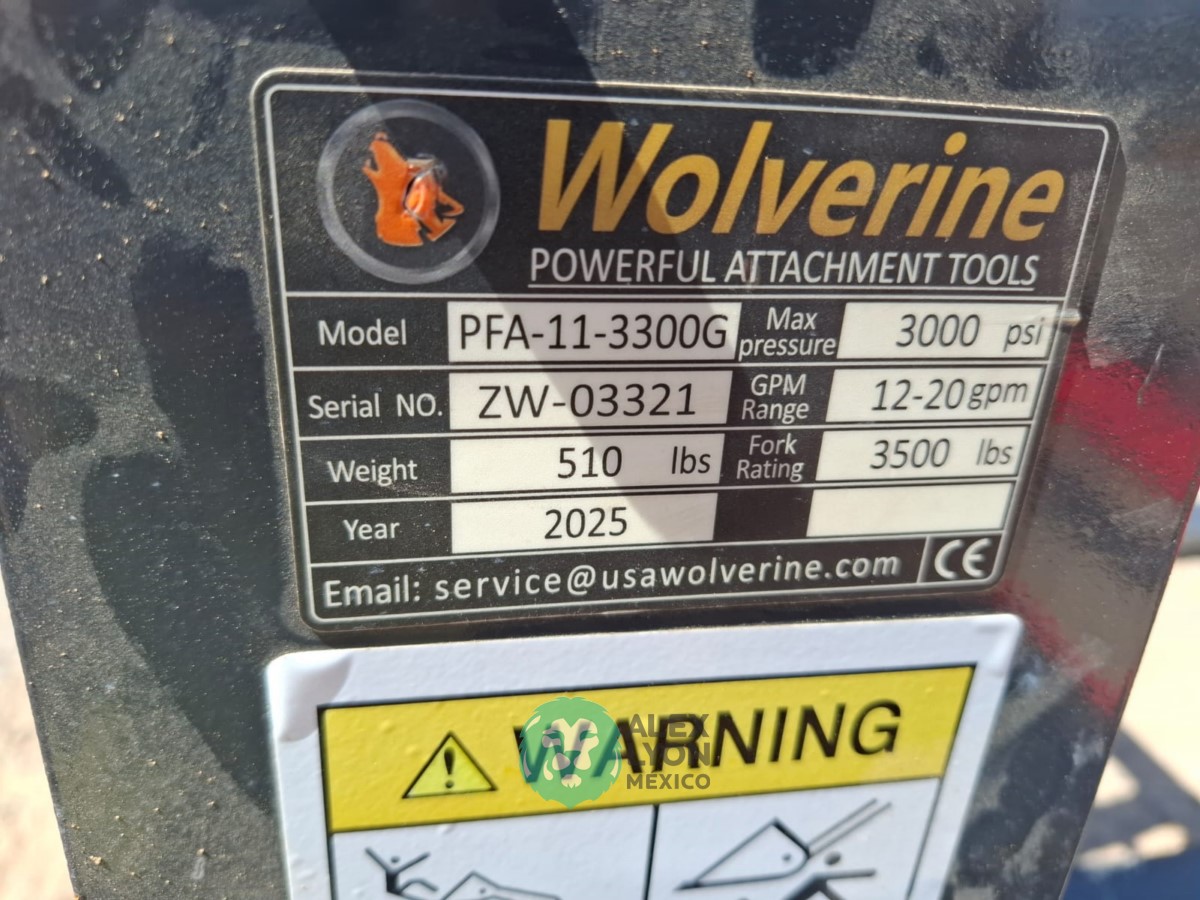 Wolverine
POWERFUL ATTACHMENT TOOLS
Model PFA-11-3300G Max pressure 3000 psi
Serial NO. ZW-03321 GPM Range 12-20 gpm
Weight 510 lbs Fork Rating 3500 lbs
Year 2025
Email: service@usawolverine.com CE
WARNING
ALEX
LYON
MÉXICO